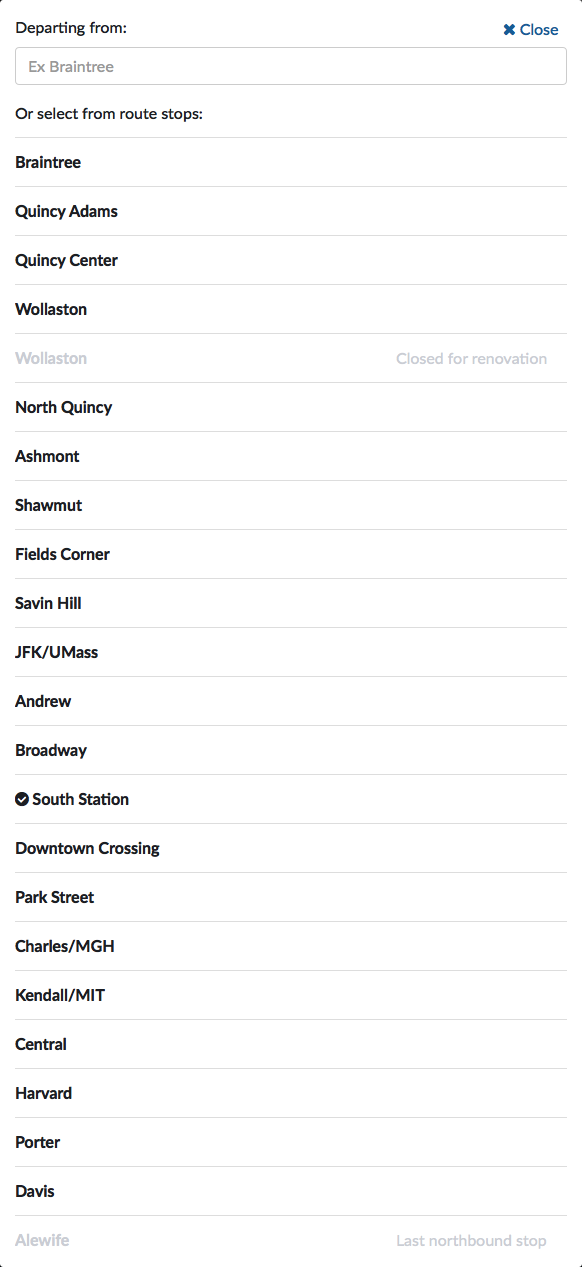 Departing from:
Close
Ex Braintree
Or select from route stops:
Braintree
Quincy Adams
Quincy Center
Wollaston
Wollaston Closed for renovation
North Quincy
Ashmont
Shawmut
Fields Corner
Savin Hill
JFK/UMass
Andrew
Broadway
South Station
Downtown Crossing
Park Street
Charles/MGH
Kendall/MIT
Central
Harvard
Porter
Davis
Alewife Last northbound stop